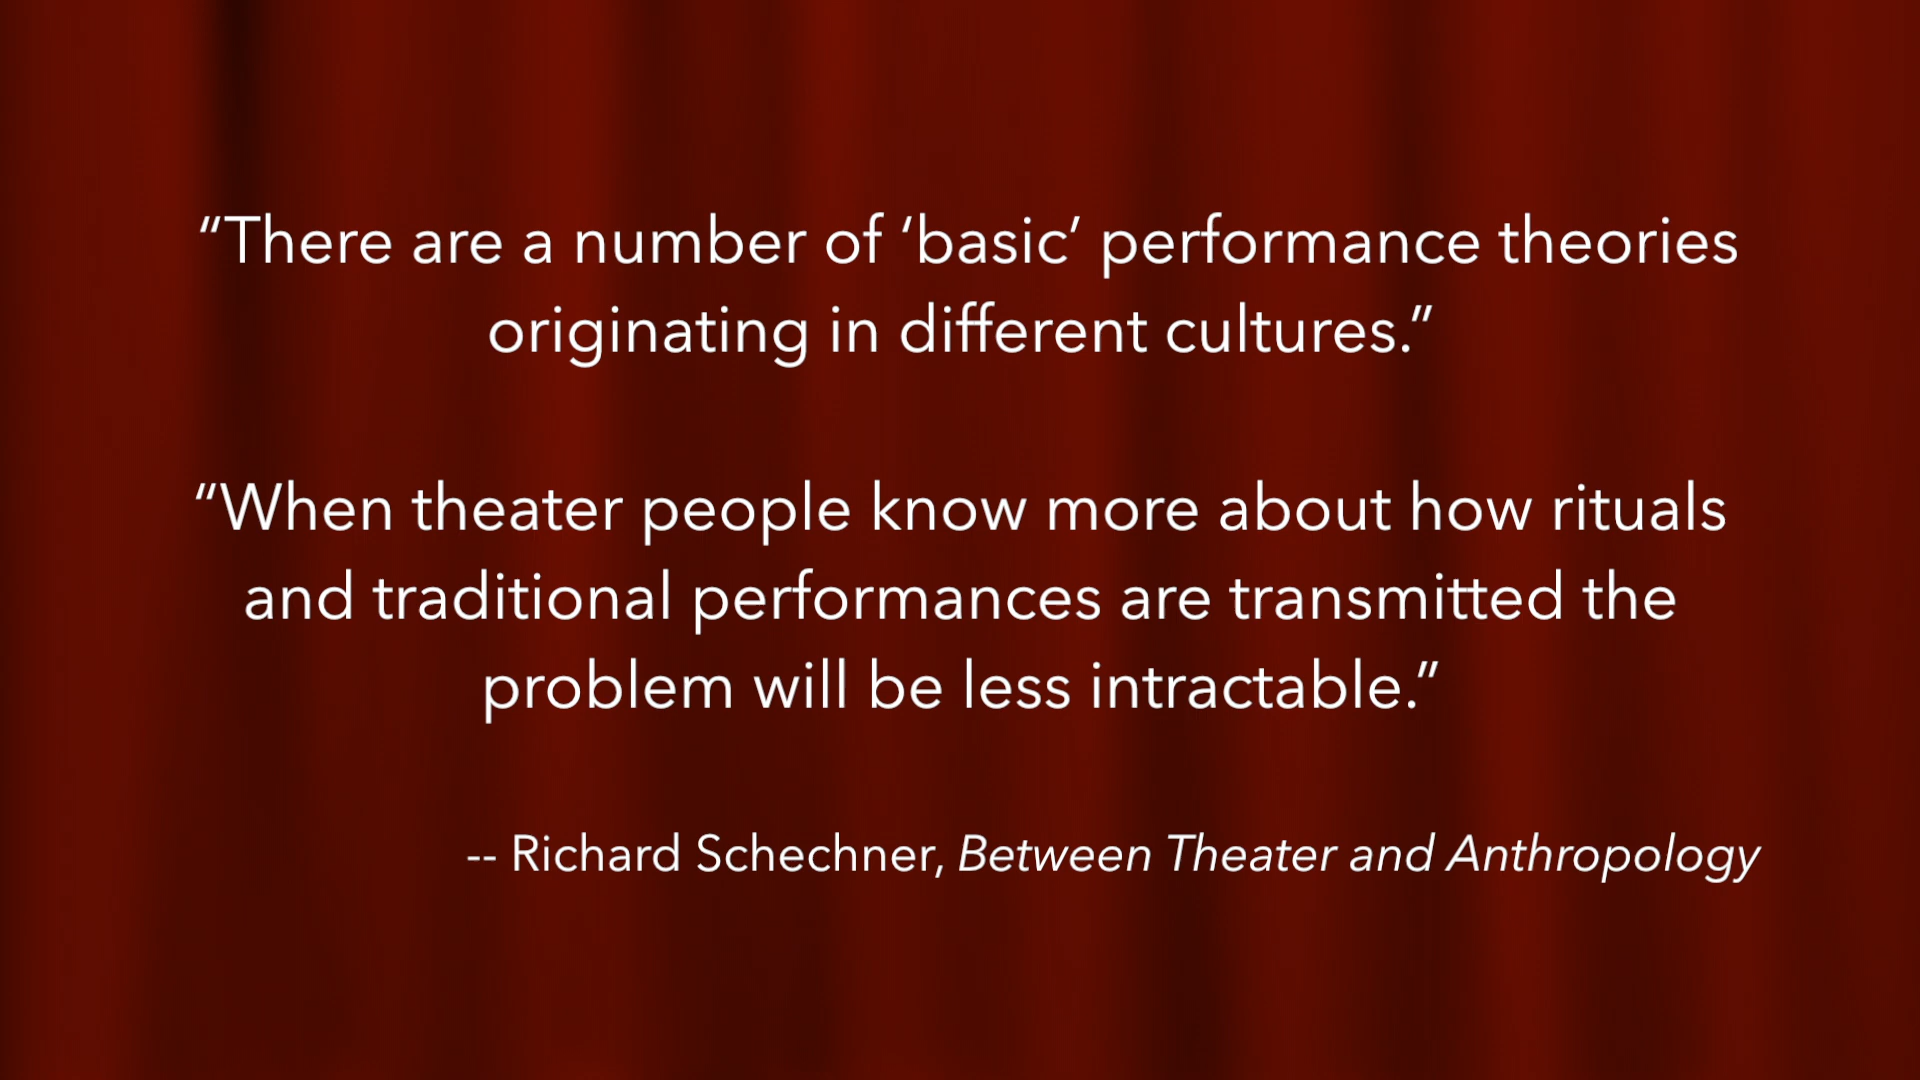 “There are a number of ‘basic’ performance theories
originating in different cultures.”
“When theater people know more about how rituals
and traditional performances are transmitted the
problem will be less intractable.”
-- Richard Schechner, Between Theater and Anthropology